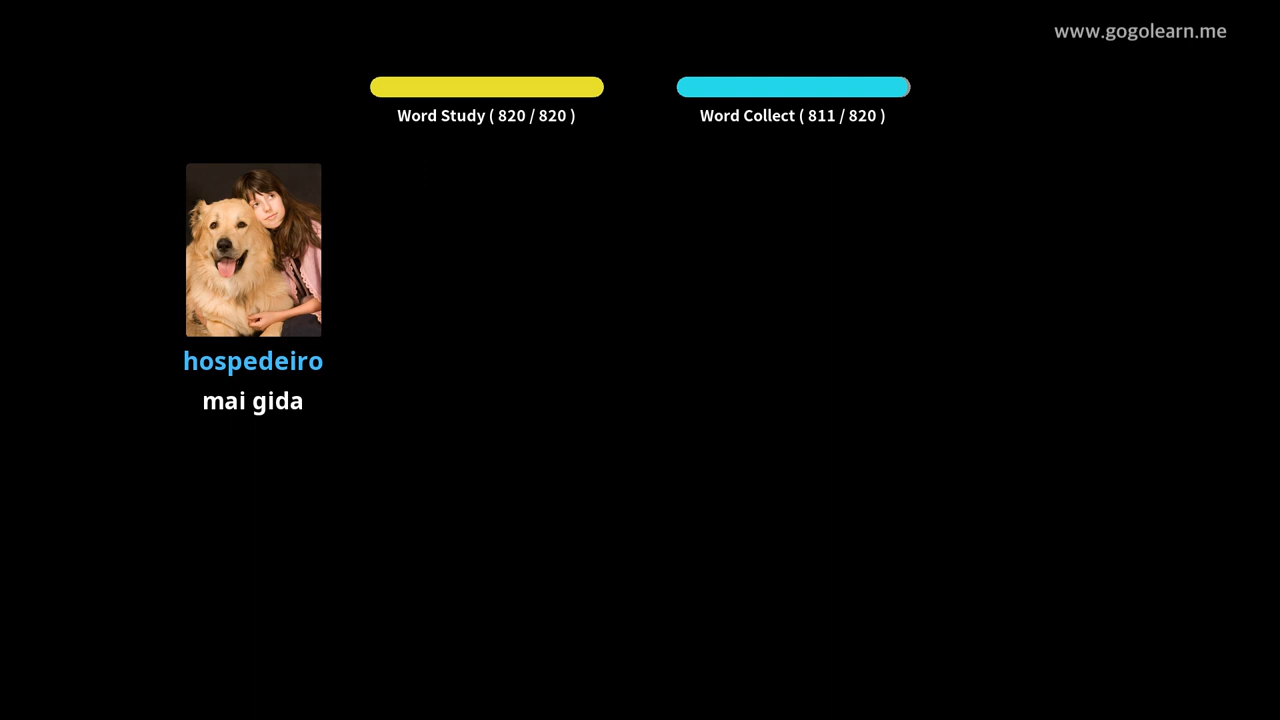 www.gogolearn.me
Word Study ( 820 / 820 )
Word Collect ( 811 / 820 )
hospedeiro
mai gida